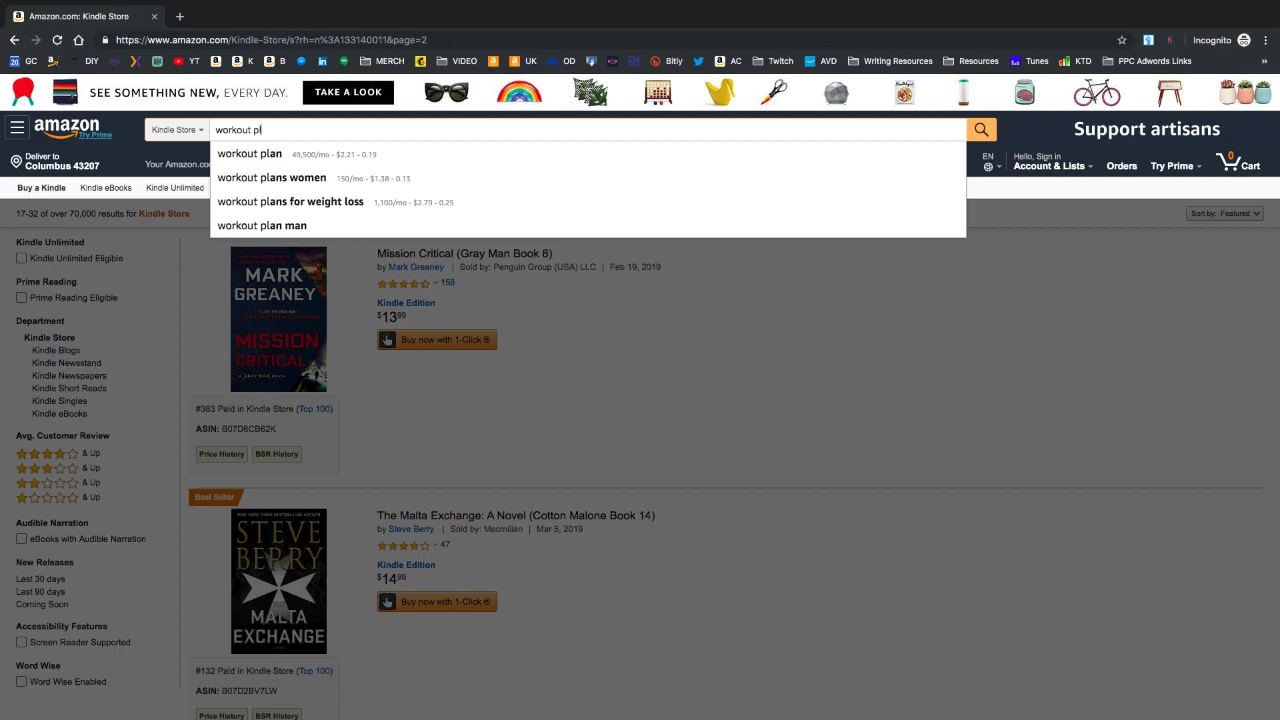 Amazon.com: Kindle Store
https://www.amazon.com/Kindle-Store/s?rh=n%3A133140011&page=2
Incognito
GC
DIY
YT
K
B
MERCH
VIDEO
UK
OD
Bitly
AC
Twitch
AVD
Writing Resources
Resources
Tunes
KTD
PPC Adwords Links
SEE SOMETHING NEW, EVERY DAY.
TAKE A LOOK
amazon
Try Prime
Kindle Store
workout pl
Support artisans
Deliver to
Columbus 43207
Your Amazon.co
EN
Hello, Sign in
Account & Lists
Orders
Try Prime
0
Cart
workout plan 49,500/mo - $2.21 - 0.19
workout plans women 150/mo - $1.38 - 0.13
workout plans for weight loss 1,100/mo - $2.79 - 0.25
workout plan man
Buy a Kindle
Kindle eBooks
Kindle Unlimited
17-32 of over 70,000 results for Kindle Store
Sort by: Featured
Kindle Unlimited
Kindle Unlimited Eligible
Prime Reading
Prime Reading Eligible
Department
Kindle Store
Kindle Blogs
Kindle Newsstand
Kindle Newspapers
Kindle Short Reads
Kindle Singles
Kindle eBooks
Avg. Customer Review
& Up
& Up
& Up
& Up
Audible Narration
eBooks with Audible Narration
New Releases
Last 30 days
Last 90 days
Coming Soon
Accessibility Features
Screen Reader Supported
Word Wise
Word Wise Enabled
MARK
GREANEY
MISSION
CRITICAL
A GRAY MAN NOVEL
Mission Critical (Gray Man Book 8)
by Mark Greaney | Sold by: Penguin Group (USA) LLC | Feb 19, 2019
158
Kindle Edition
$13.99
Buy now with 1-Click ®
#383 Paid in Kindle Store (Top 100)
ASIN: B07D6CB62K
Price History
BSR History
Best Seller
STEVE
BERRY
THE
MALTA
EXCHANGE
The Malta Exchange: A Novel (Cotton Malone Book 14)
by Steve Berry | Sold by: Macmillan | Mar 5, 2019
47
Kindle Edition
$14.99
Buy now with 1-Click ®
#132 Paid in Kindle Store (Top 100)
ASIN: B07D2BV7LW
Price History
BSR History